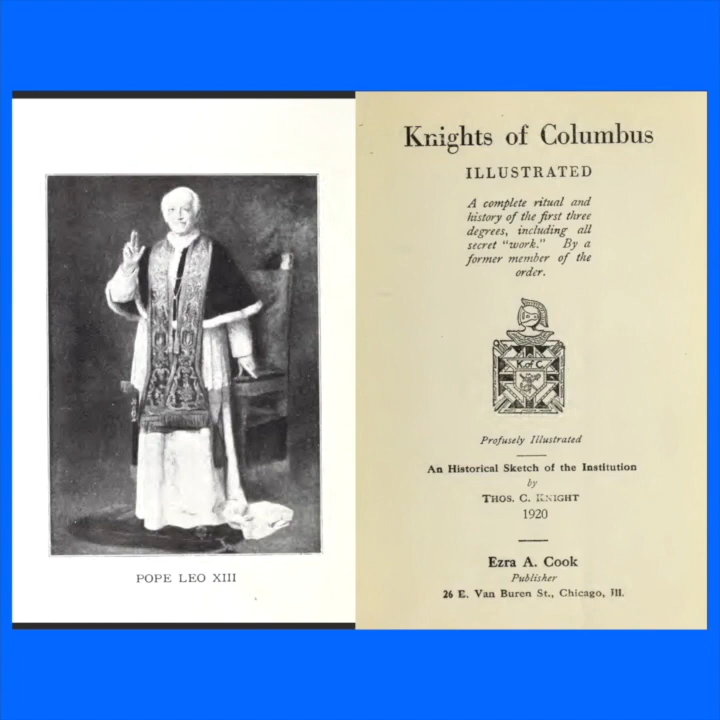 POPE LEO XIII
Knights of Columbus
ILLUSTRATED
A complete ritual and
history of the first three
degrees, including all
secret "work." By a
former member of the
order.
K of C
Profusely Illustrated
An Historical Sketch of the Institution
by
THOS. C. KNIGHT
1920
Ezra A. Cook
Publisher
26 E. Van Buren St., Chicago, Ill.